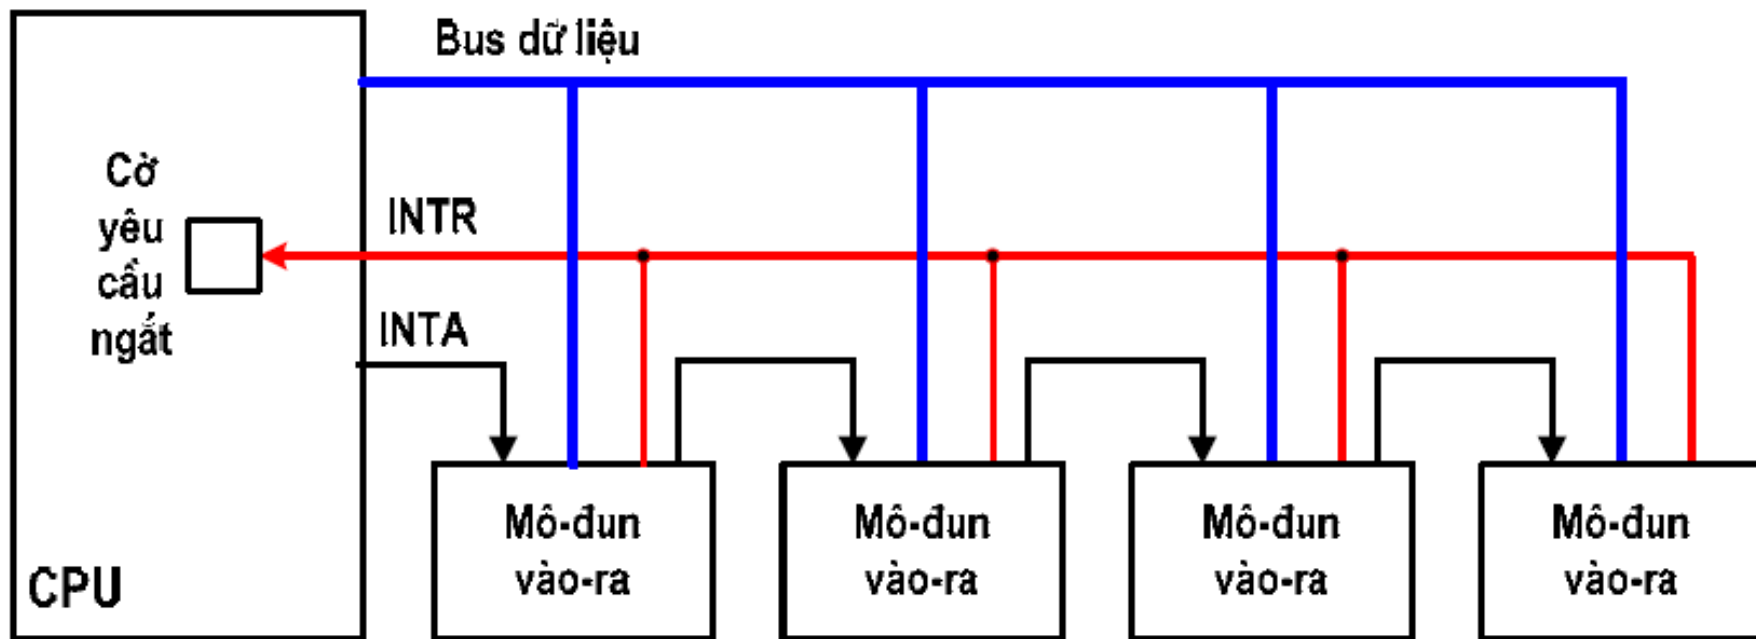 Bus dữ liệu
Cờ
yêu
cầu
ngắt
INTR
INTA
CPU
Mô-đun
vào-ra
Mô-đun
vào-ra
Mô-đun
vào-ra
Mô-đun
vào-ra